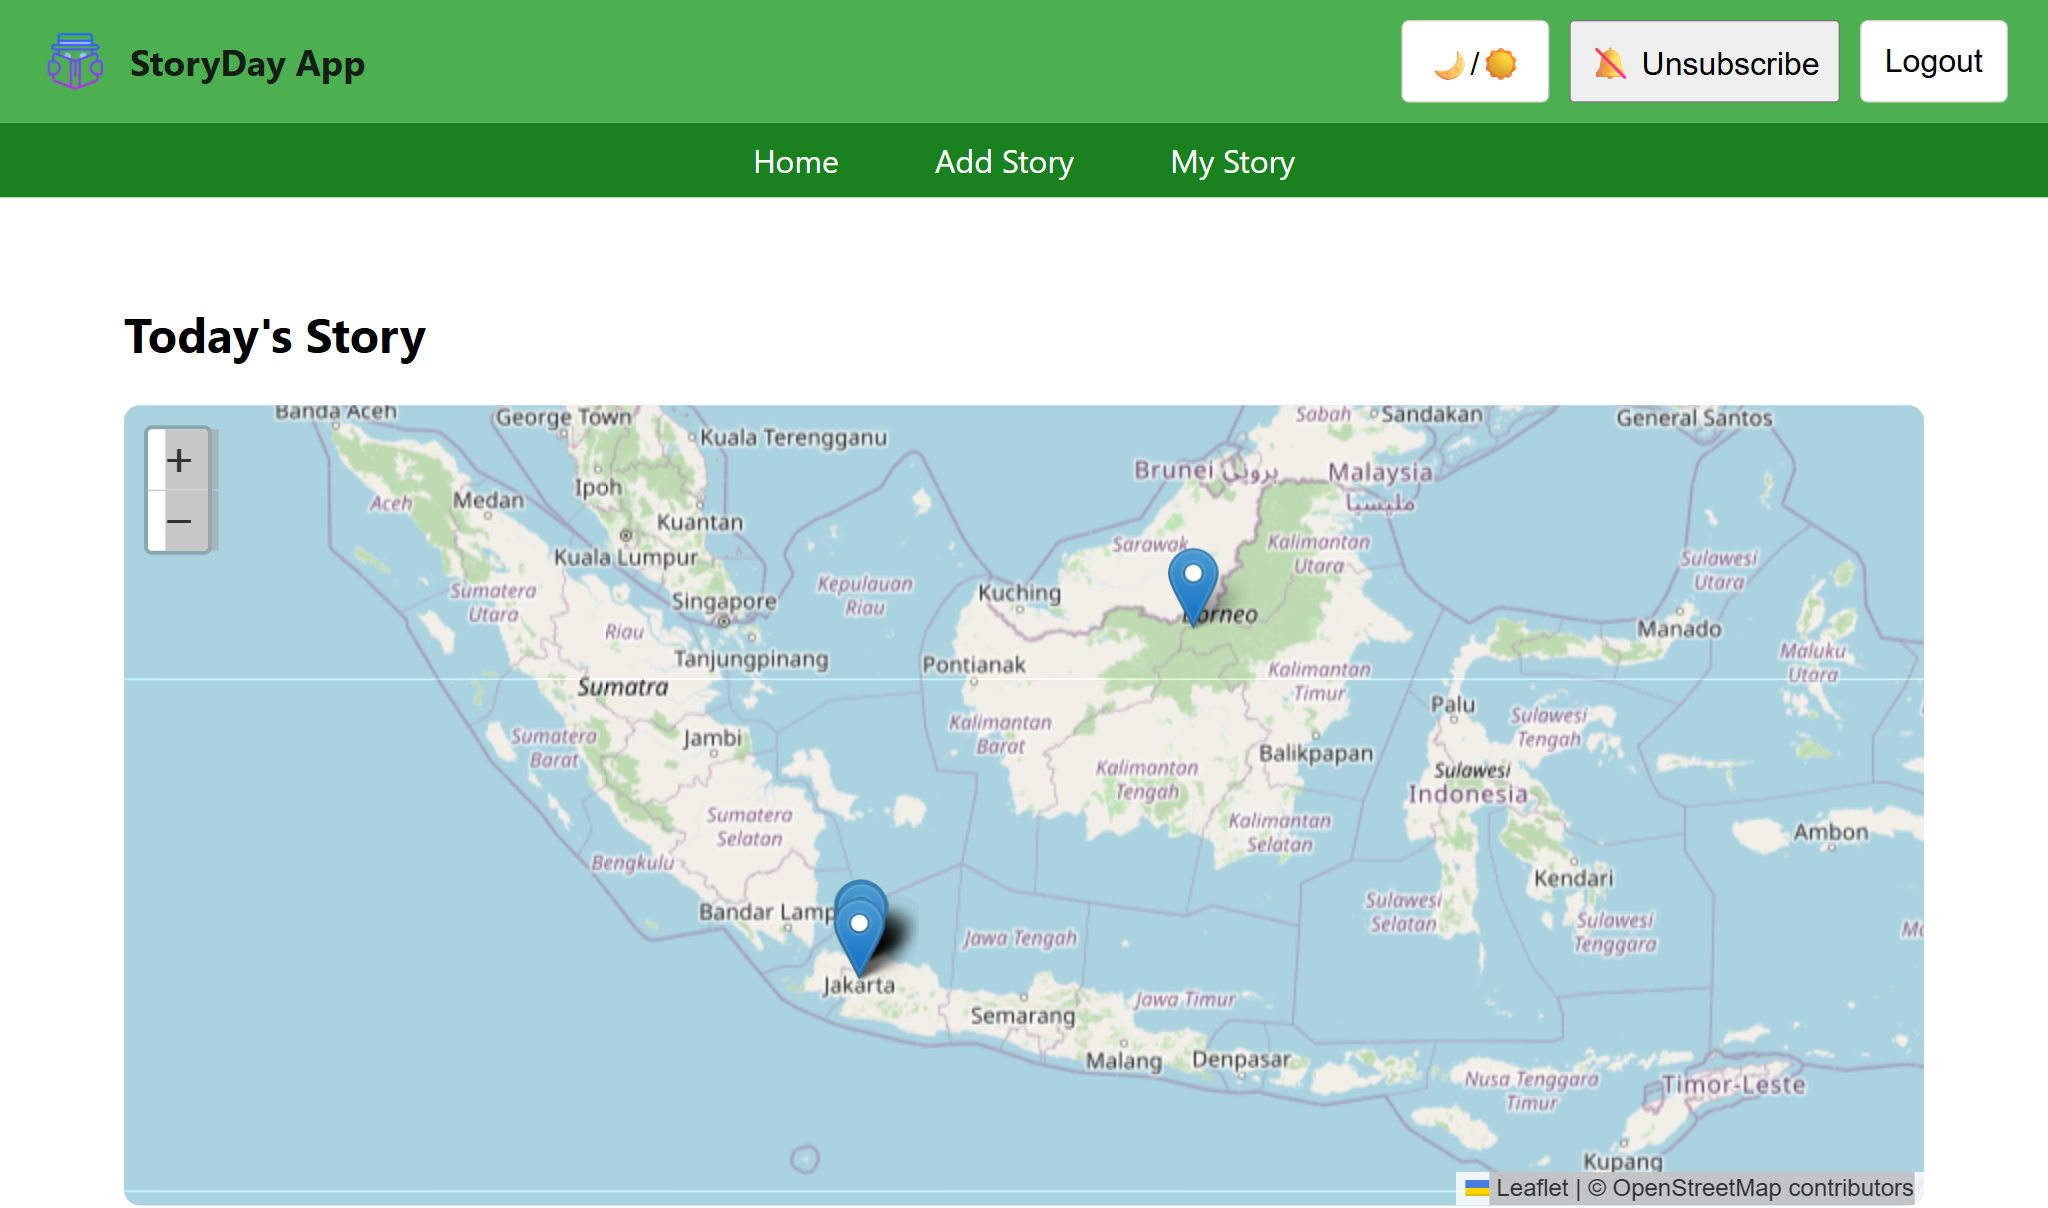 StoryDay App
🌙/☀️
Unsubscribe
Logout
Home
Add Story
My Story
Today's Story
+
−
Banda Aceh
George Town
Kuala Terengganu
Sabah
Sandakan
General Santos
Brunei بروني
Malaysia
مليسيا
Aceh
Medan
Ipoh
Kuantan
Kuala Lumpur
Sarawak
Kalimantan
Utara
Sulawesi
Utara
Sumatera
Utara
Singapore
Kepulauan
Riau
Kuching
Borneo
Riau
Manado
Tanjungpinang
Pontianak
Kalimantan
Timur
Maluku
Utara
Sumatra
Palu
Sulawesi
Tengah
Sumatera
Barat
Jambi
Kalimantan
Barat
Balikpapan
Kalimantan
Tengah
Sulawesi
Indonesia
Sumatera
Selatan
Kalimantan
Selatan
Ambon
Bengkulu
Kendari
Bandar Lamp
Sulawesi
Selatan
Sulawesi
Tenggara
Jawa Tengah
Jakarta
Semarang
Jawa Timur
Malang
Denpasar
Nusa Tenggara
Timur
Timor-Leste
Kupang
Leaflet | © OpenStreetMap contributors